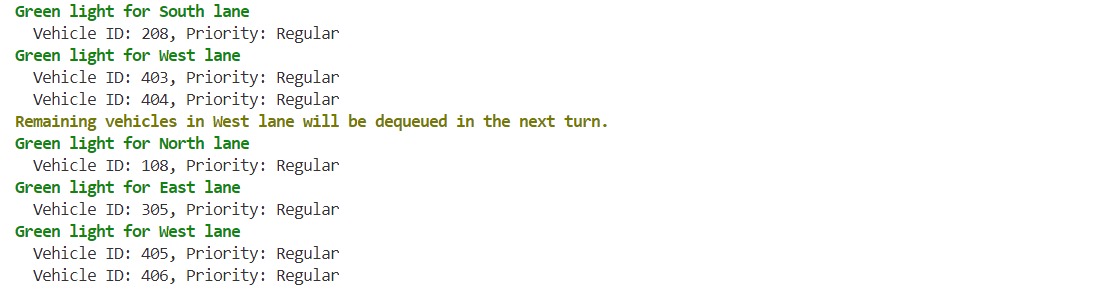 Green light for South lane
Vehicle ID: 208, Priority: Regular
Green light for West lane
Vehicle ID: 403, Priority: Regular
Vehicle ID: 404, Priority: Regular
Remaining vehicles in West lane will be dequeued in the next turn.
Green light for North lane
Vehicle ID: 108, Priority: Regular
Green light for East lane
Vehicle ID: 305, Priority: Regular
Green light for West lane
Vehicle ID: 405, Priority: Regular
Vehicle ID: 406, Priority: Regular